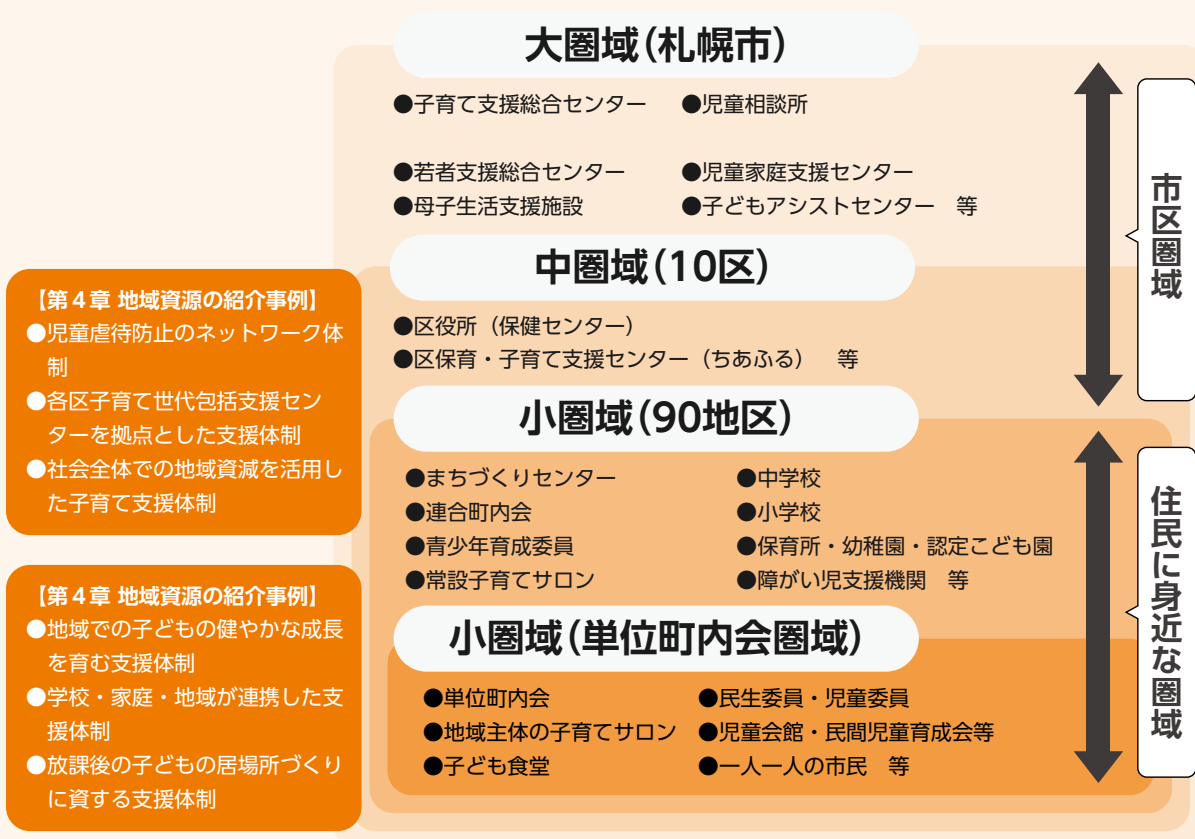 大圏域(札幌市)
●子育て支援総合センター ●児童相談所
●若者支援総合センター ●児童家庭支援センター
●母子生活支援施設 ●子どもアシストセンター 等
中圏域(10区)
●区役所（保健センター）
●区保育・子育て支援センター（ちあふる） 等
市区圏域
【第4章 地域資源の紹介事例】
●児童虐待防止のネットワーク体
制
●各区子育て世代包括支援セン
ターを拠点とした支援体制
●社会全体での地域資減を活用し
た子育て支援体制
小圏域(90地区)
●まちづくりセンター ●中学校
●連合町内会 ●小学校
●青少年育成委員 ●保育所・幼稚園・認定こども園
●常設子育てサロン ●障がい児支援機関 等
小圏域(単位町内会圏域)
●単位町内会 ●民生委員・児童委員
●地域主体の子育てサロン ●児童会館・民間児童育成会等
●子ども食堂 ●一人一人の市民 等
住民に身近な圏域
【第4章 地域資源の紹介事例】
●地域での子どもの健やかな成長
を育む支援体制
●学校・家庭・地域が連携した支
援体制
●放課後の子どもの居場所づくり
に資する支援体制